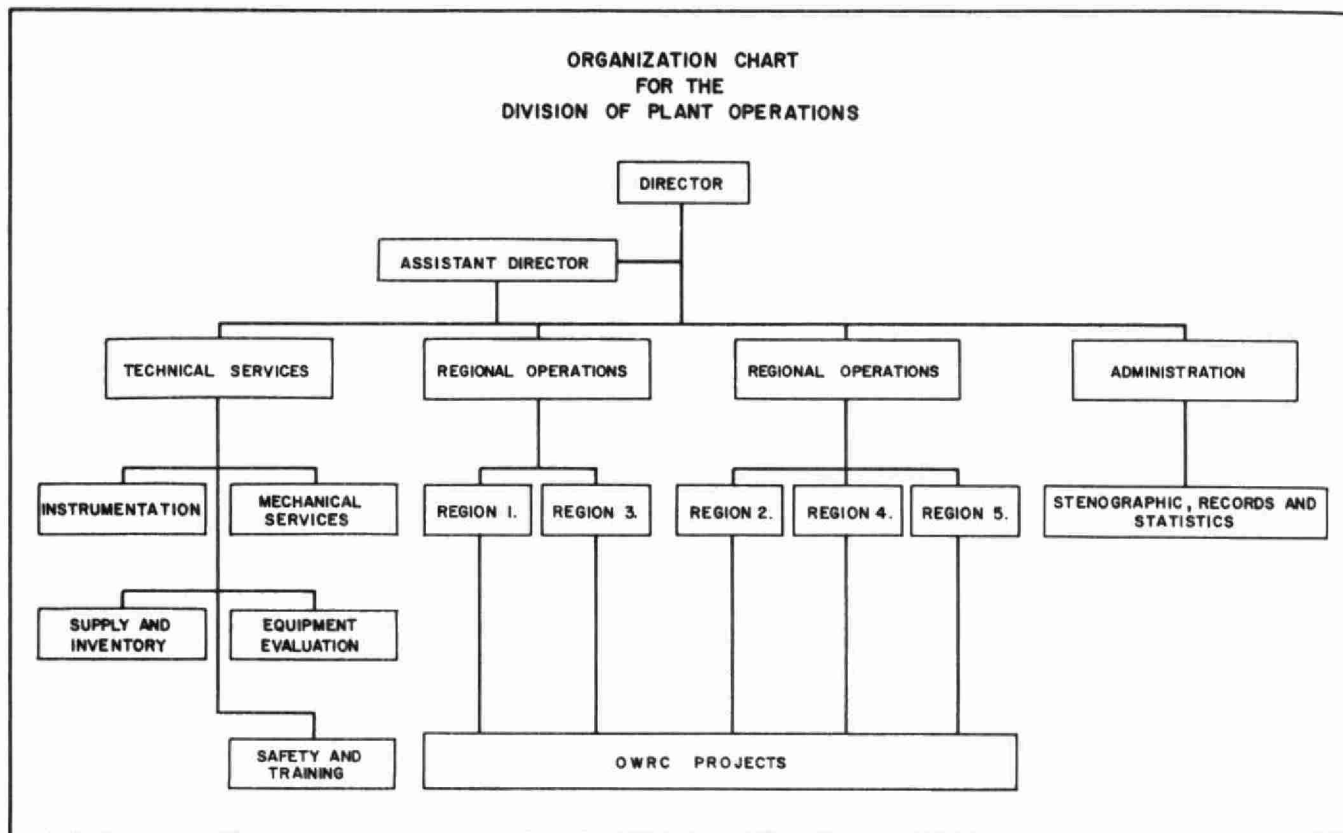 ORGANIZATION CHART
FOR THE
DIVISION OF PLANT OPERATIONS
DIRECTOR
ASSISTANT DIRECTOR
TECHNICAL SERVICES
REGIONAL OPERATIONS
REGIONAL OPERATIONS
ADMINISTRATION
INSTRUMENTATION
MECHANICAL
SERVICES
REGION 1.
REGION 3.
REGION 2.
REGION 4.
REGION 5.
STENOGRAPHIC, RECORDS AND
STATISTICS
SUPPLY AND
INVENTORY
EQUIPMENT
EVALUATION
SAFETY AND
TRAINING
OWRC PROJECTS